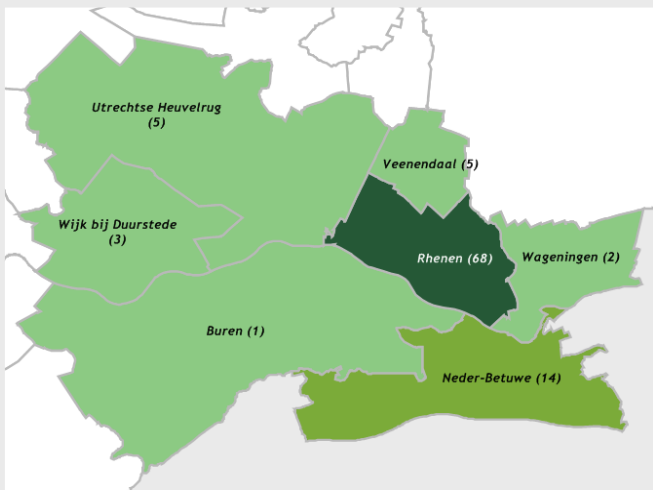 Utrechtse Heuvelrug
(5)
Veenendaal (5)
Wijk bij Duurstede
(3)
Rhenen (68)
Wageningen (2)
Buren (1)
Neder-Betuwe (14)